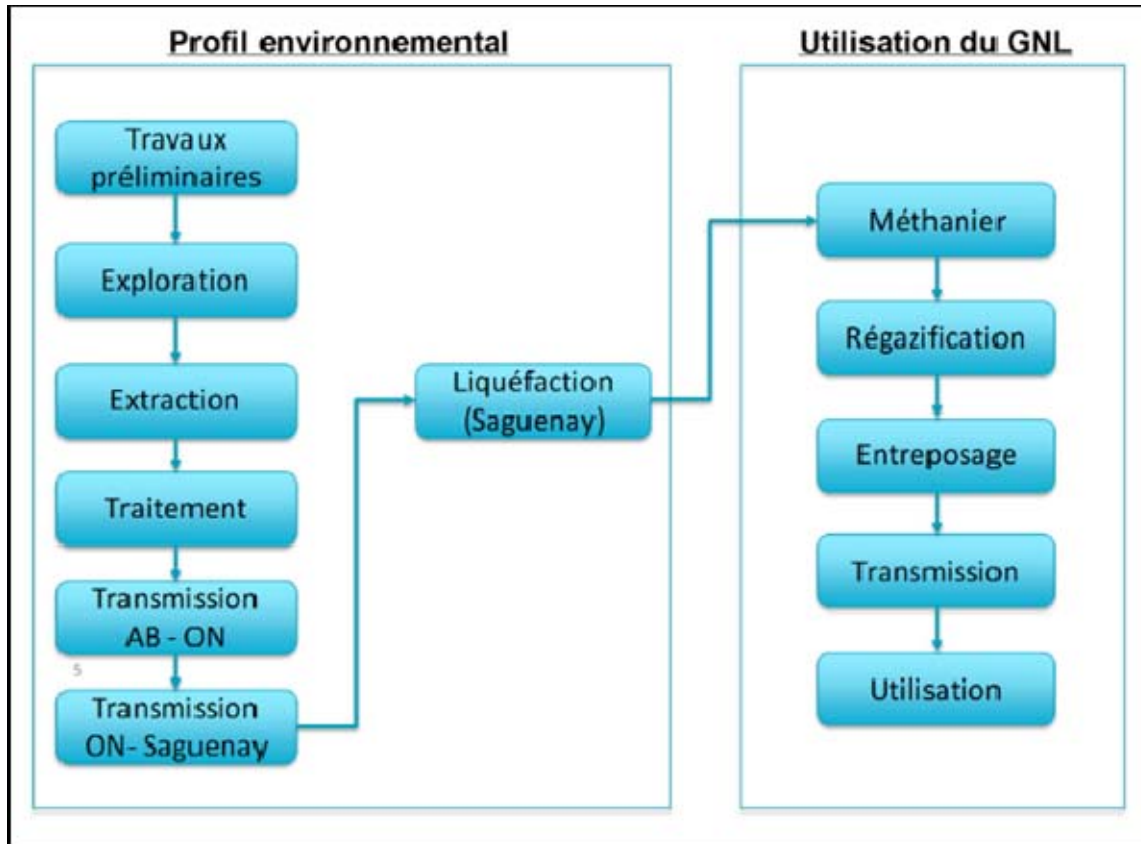 Profil environnemental
Utilisation du GNL
Travaux
préliminaires
Exploration
Extraction
Traitement
Transmission
AB - ON
5
Transmission
ON- Saguenay
Liquéfaction
(Saguenay)
Méthanier
Régazification
Entreposage
Transmission
Utilisation